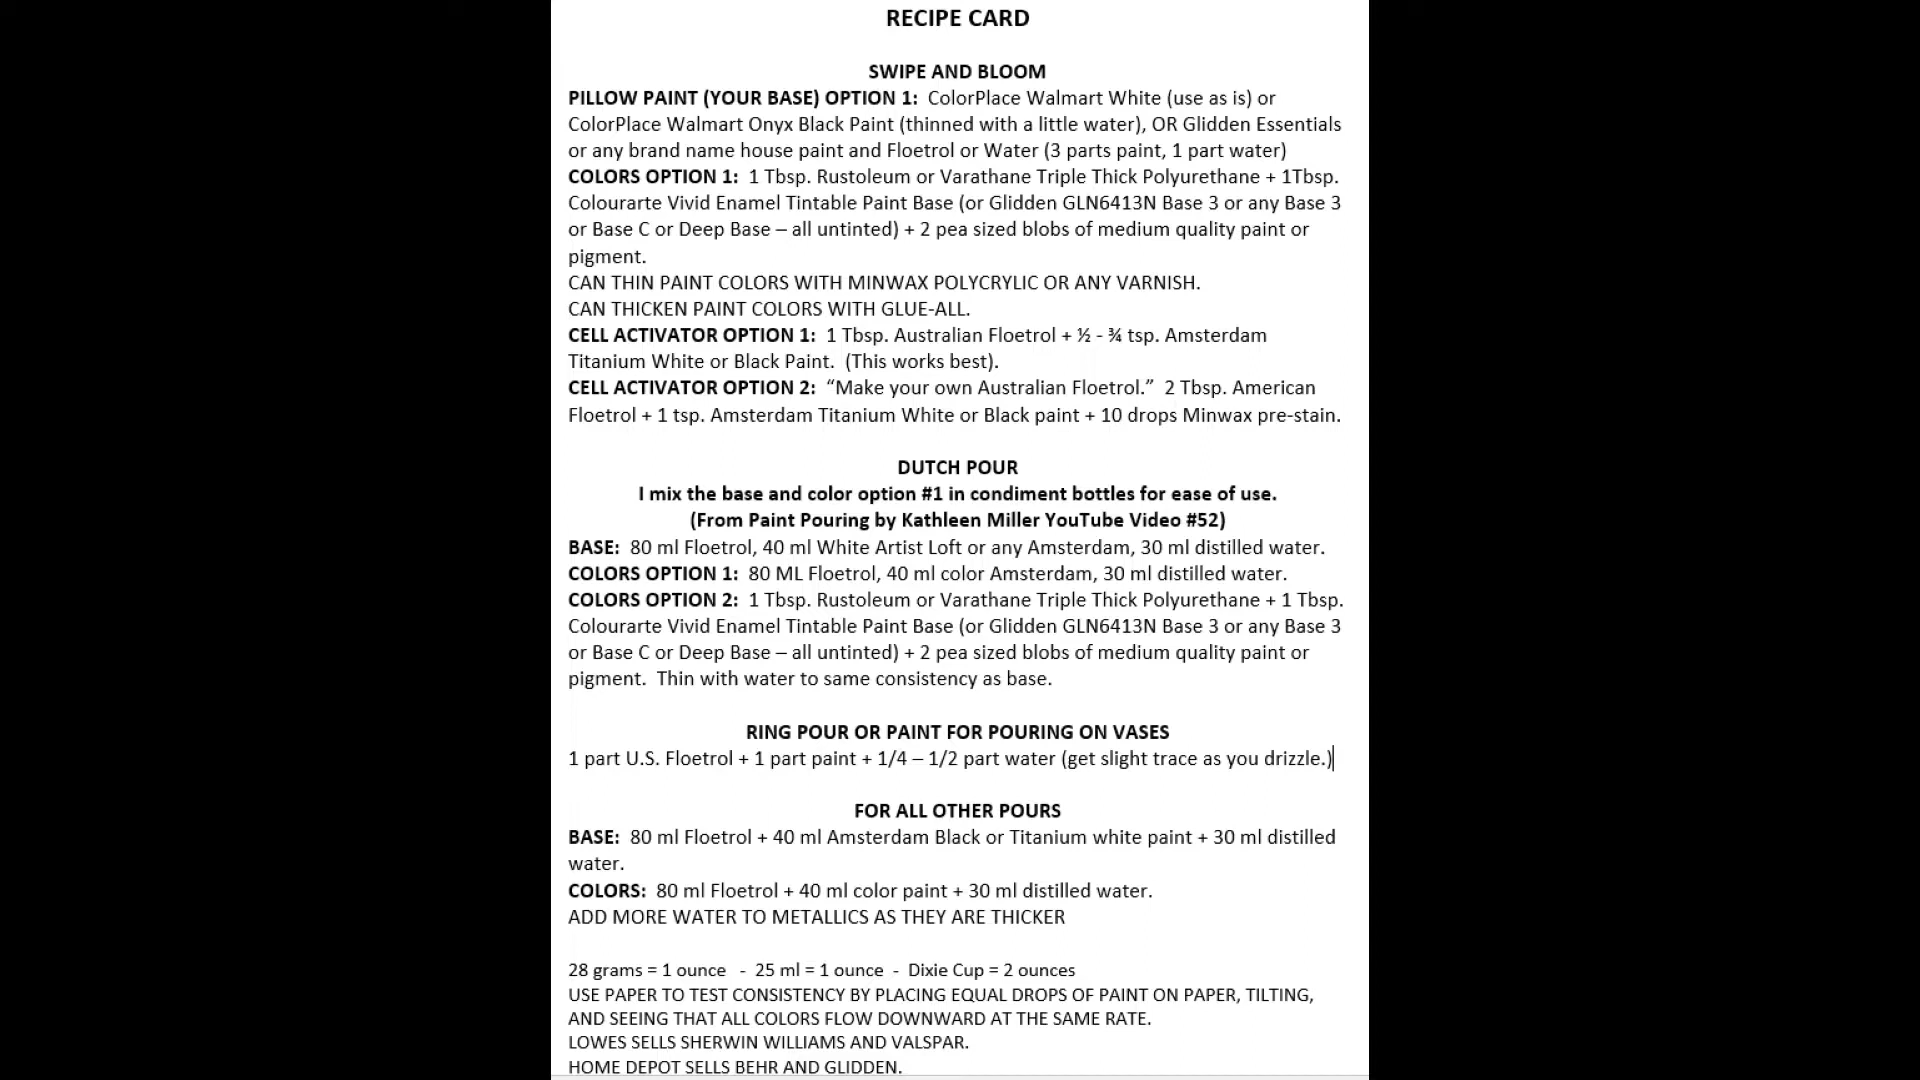 RECIPE CARD
SWIPE AND BLOOM
PILLOW PAINT (YOUR BASE) OPTION 1:  ColorPlace Walmart White (use as is) or
ColorPlace Walmart Onyx Black Paint (thinned with a little water), OR Glidden Essentials
or any brand name house paint and Floetrol or Water (3 parts paint, 1 part water)
COLORS OPTION 1:  1 Tbsp. Rustoleum or Varathane Triple Thick Polyurethane + 1Tbsp.
Colourarte Vivid Enamel Tintable Paint Base (or Glidden GLN6413N Base 3 or any Base 3
or Base C or Deep Base – all untinted) + 2 pea sized blobs of medium quality paint or
pigment.
CAN THIN PAINT COLORS WITH MINWAX POLYCRYLIC OR ANY VARNISH.
CAN THICKEN PAINT COLORS WITH GLUE-ALL.
CELL ACTIVATOR OPTION 1:  1 Tbsp. Australian Floetrol + ½ - ¾ tsp. Amsterdam
Titanium White or Black Paint.  (This works best).
CELL ACTIVATOR OPTION 2:  “Make your own Australian Floetrol.”  2 Tbsp. American
Floetrol + 1 tsp. Amsterdam Titanium White or Black paint + 10 drops Minwax pre-stain.
DUTCH POUR
I mix the base and color option #1 in condiment bottles for ease of use.
(From Paint Pouring by Kathleen Miller YouTube Video #52)
BASE:  80 ml Floetrol, 40 ml White Artist Loft or any Amsterdam, 30 ml distilled water.
COLORS OPTION 1:  80 ML Floetrol, 40 ml color Amsterdam, 30 ml distilled water.
COLORS OPTION 2:  1 Tbsp. Rustoleum or Varathane Triple Thick Polyurethane + 1 Tbsp.
Colourarte Vivid Enamel Tintable Paint Base (or Glidden GLN6413N Base 3 or any Base 3
or Base C or Deep Base – all untinted) + 2 pea sized blobs of medium quality paint or
pigment.  Thin with water to same consistency as base.
RING POUR OR PAINT FOR POURING ON VASES
1 part U.S. Floetrol + 1 part paint + 1/4 – 1/2 part water (get slight trace as you drizzle.)
FOR ALL OTHER POURS
BASE:  80 ml Floetrol + 40 ml Amsterdam Black or Titanium white paint + 30 ml distilled
water.
COLORS:  80 ml Floetrol + 40 ml color paint + 30 ml distilled water.
ADD MORE WATER TO METALLICS AS THEY ARE THICKER
28 grams = 1 ounce   -  25 ml = 1 ounce  -  Dixie Cup = 2 ounces
USE PAPER TO TEST CONSISTENCY BY PLACING EQUAL DROPS OF PAINT ON PAPER, TILTING,
AND SEEING THAT ALL COLORS FLOW DOWNWARD AT THE SAME RATE.
LOWES SELLS SHERWIN WILLIAMS AND VALSPAR.
HOME DEPOT SELLS BEHR AND GLIDDEN.